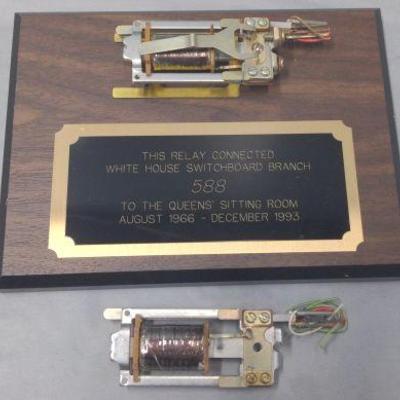 THIS RELAY CONNECTED
WHITE HOUSE SWITCHBOARD BRANCH
588
TO THE QUEENS' SITTING ROOM
AUGUST 1966 - DECEMBER 1993